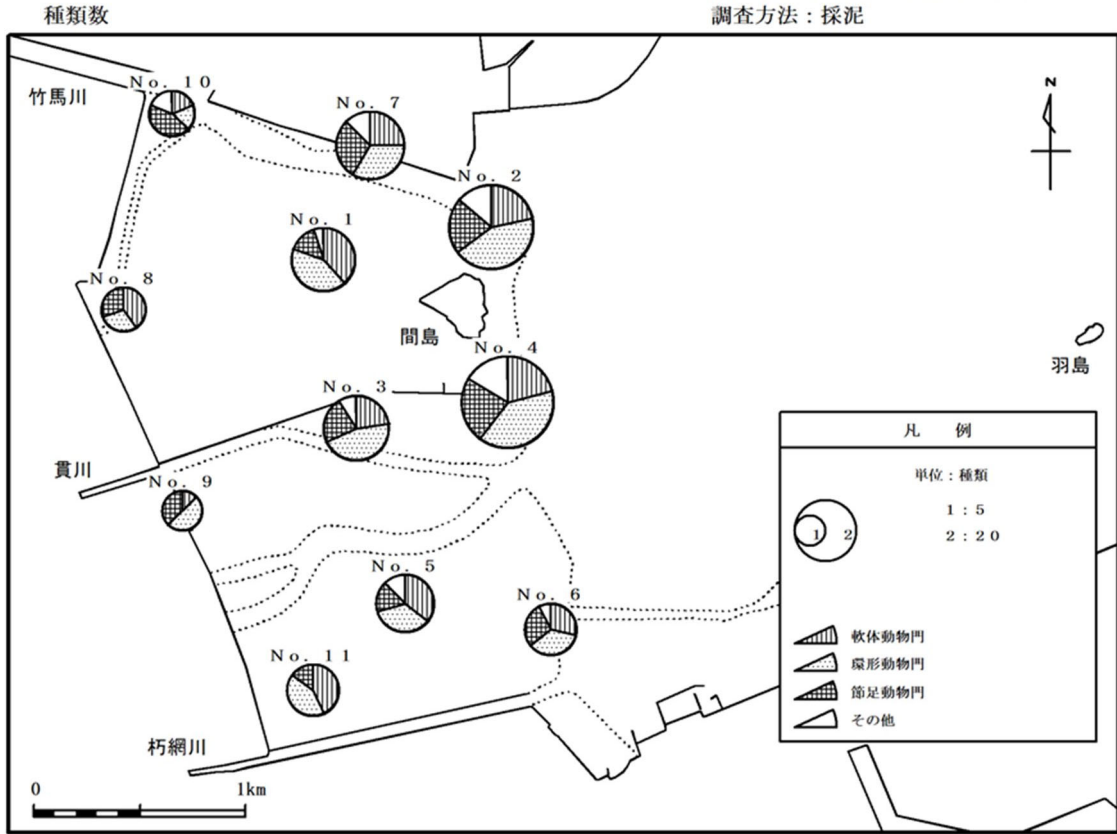 種類数
調査方法：採泥
No. 10
竹馬川
No. 7
N
No. 2
No. 1
No. 8
間島
羽島
No. 4
No. 3
凡 例
単位：種類
1：5
1 2
2：20
貫川
No. 9
No. 5
No. 6
軟体動物門
環形動物門
節足動物門
その他
No. 11
朽網川
0 1km